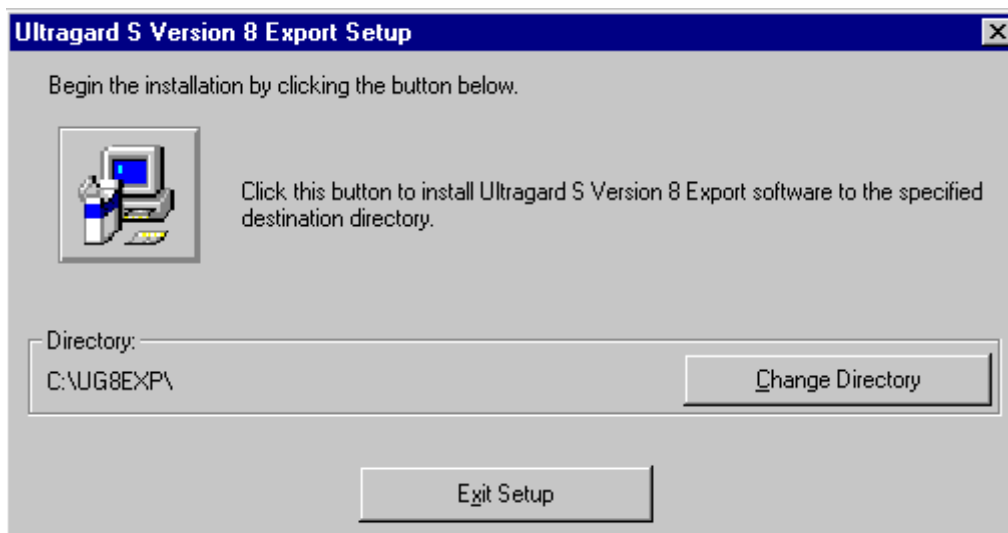 Ultragard S Version 8 Export Setup
Begin the installation by clicking the button below.
Click this button to install Ultragard S Version 8 Export software to the specified
destination directory.
Directory:
C:\UG8EXP\
Change Directory
Exit Setup